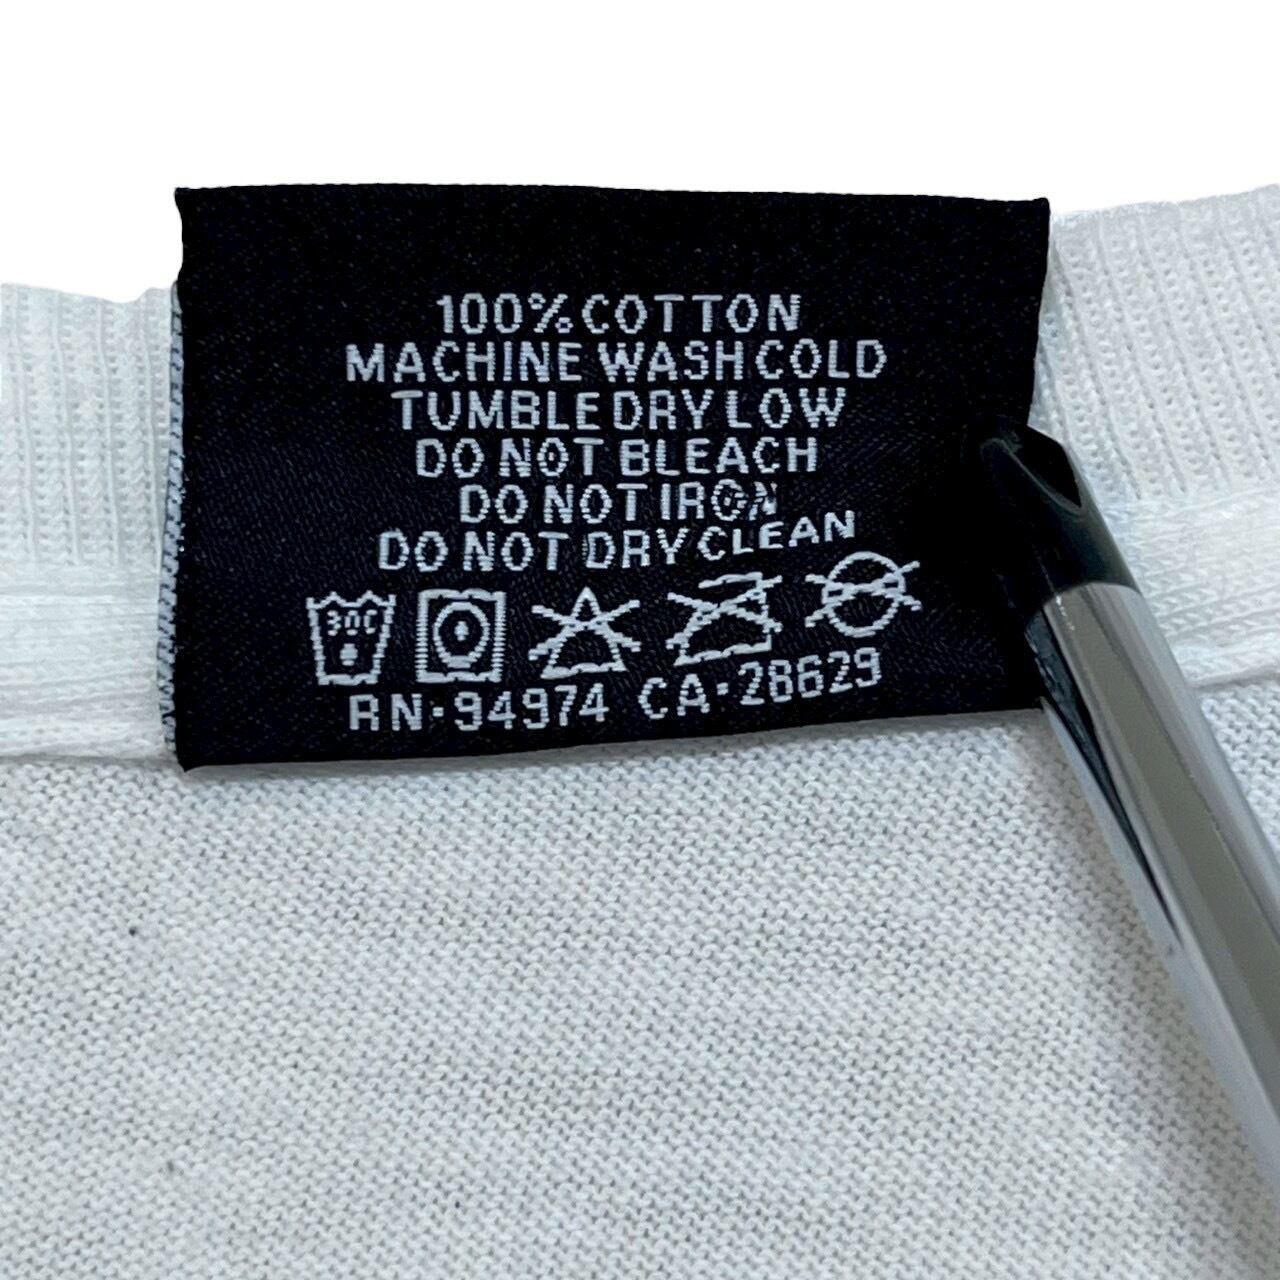 100% COTTON
MACHINE WASH COLD
TUMBLE DRY LOW
DO NOT BLEACH
DO NOT IRON
DO NOT DRY CLEAN
30C
RN·94974 CA·28629